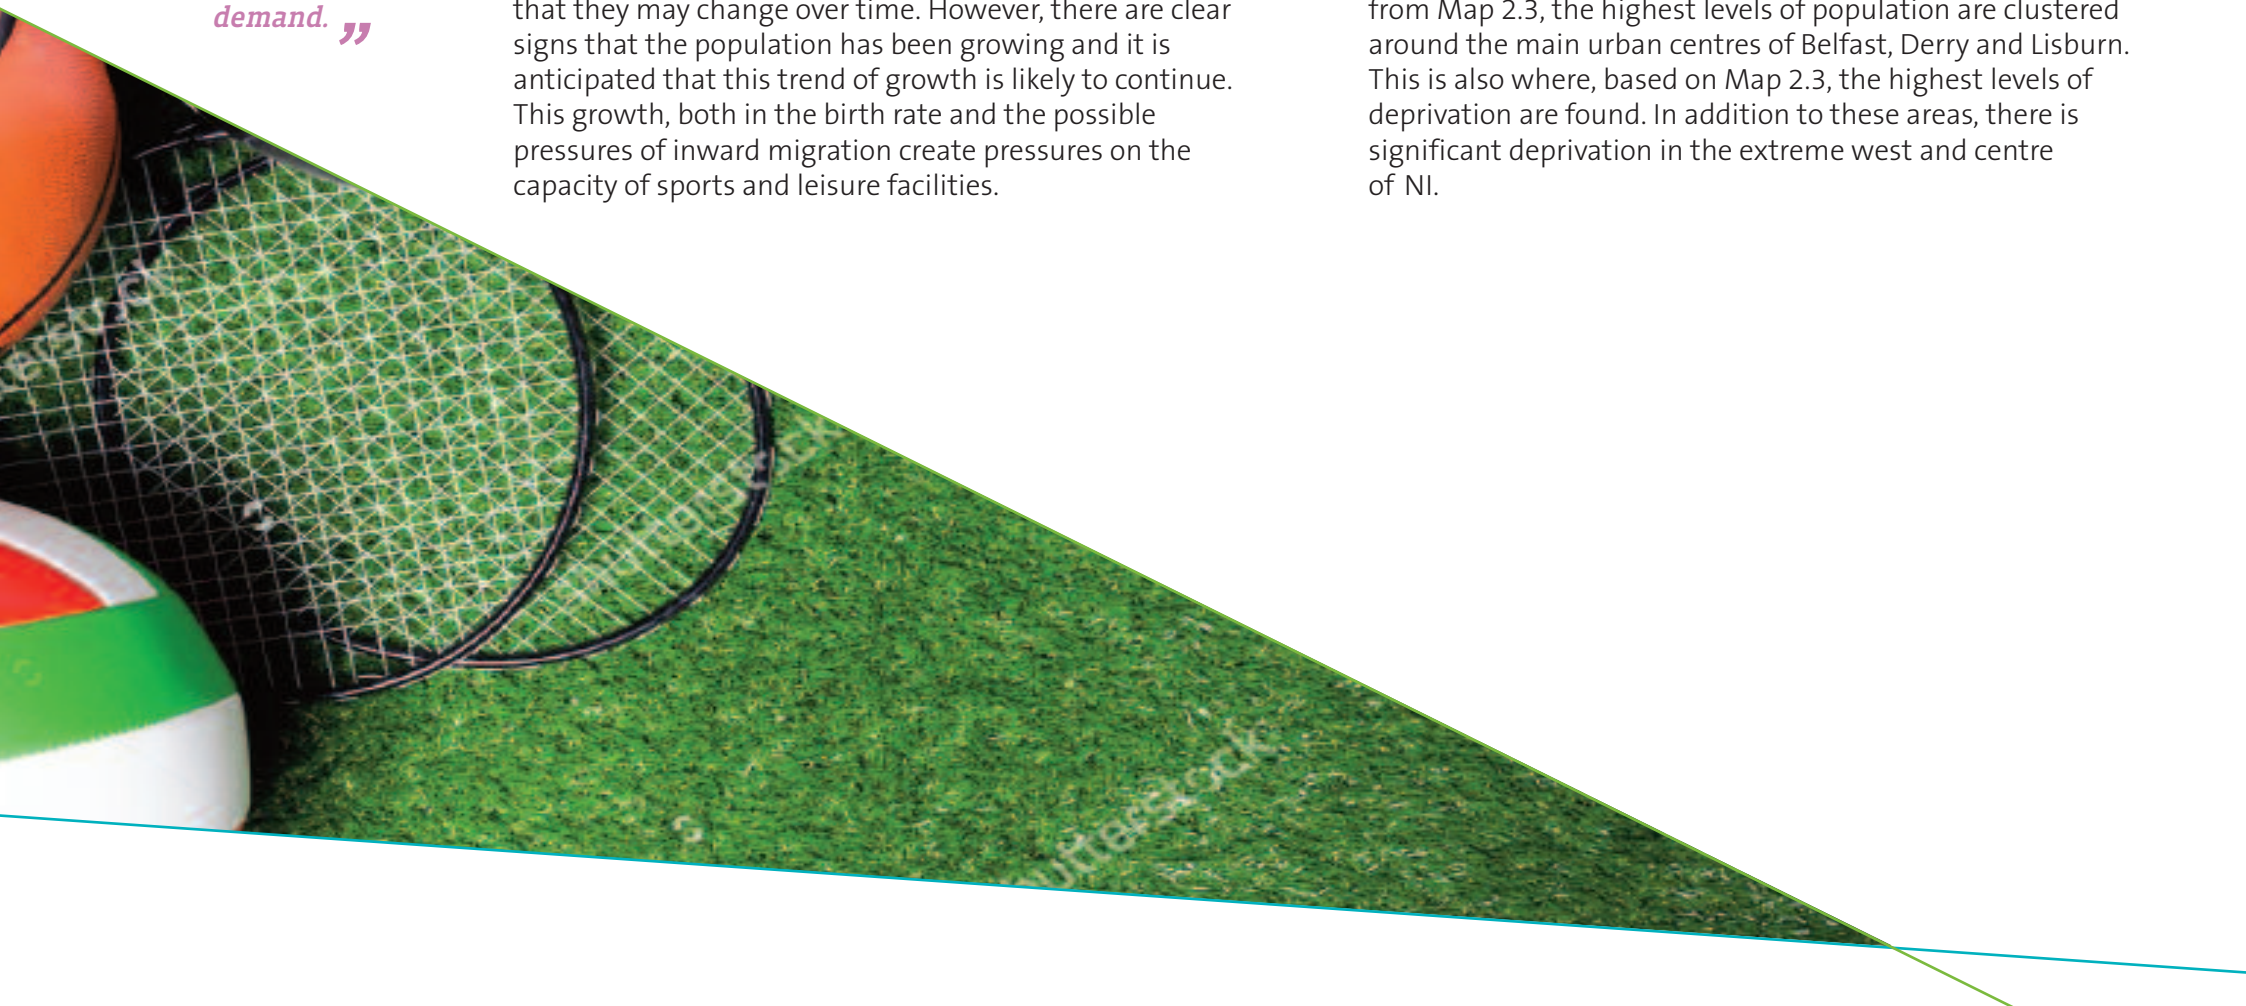 demand. ”
that they may change over time. However, there are clear
signs that the population has been growing and it is
anticipated that this trend of growth is likely to continue.
This growth, both in the birth rate and the possible
pressures of inward migration create pressures on the
capacity of sports and leisure facilities.
from Map 2.3, the highest levels of population are clustered
around the main urban centres of Belfast, Derry and Lisburn.
This is also where, based on Map 2.3, the highest levels of
deprivation are found. In addition to these areas, there is
significant deprivation in the extreme west and centre
of NI.
shutterstock
utterstock